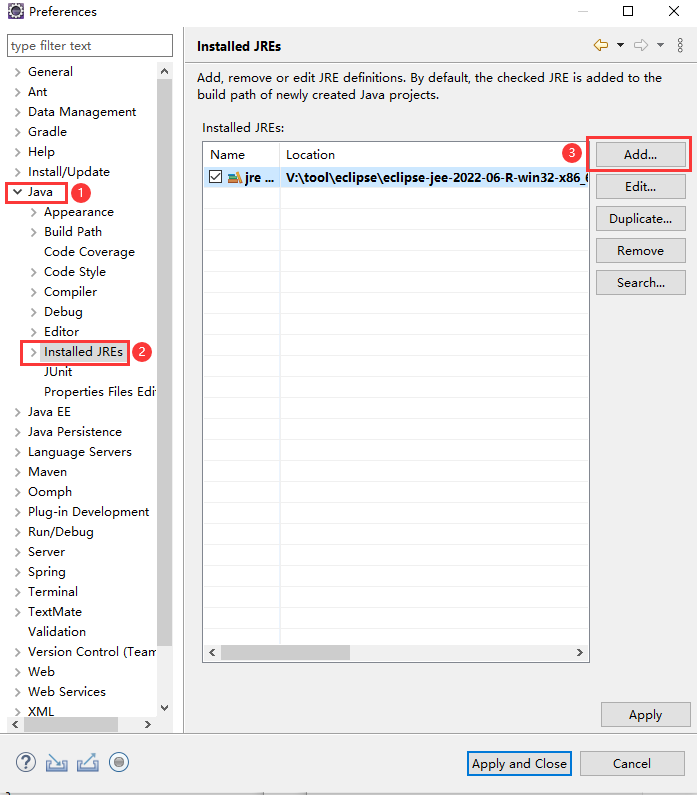 Preferences
type filter text
General
Ant
Data Management
Gradle
Help
Install/Update
Java 1
Appearance
Build Path
Code Coverage
Code Style
Compiler
Debug
Editor
Installed JREs 2
JUnit
Properties Files Edi
Java EE
Java Persistence
Language Servers
Maven
Oomph
Plug-in Development
Run/Debug
Server
Spring
Terminal
TextMate
Validation
Version Control (Team
Web
Web Services
XML
Installed JREs
Add, remove or edit JRE definitions. By default, the checked JRE is added to the
build path of newly created Java projects.
Installed JREs:
Name Location
jre ... V:\tool\eclipse\eclipse-jee-2022-06-R-win32-x86_
3 Add...
Edit...
Duplicate...
Remove
Search...
Apply
? Apply and Close Cancel